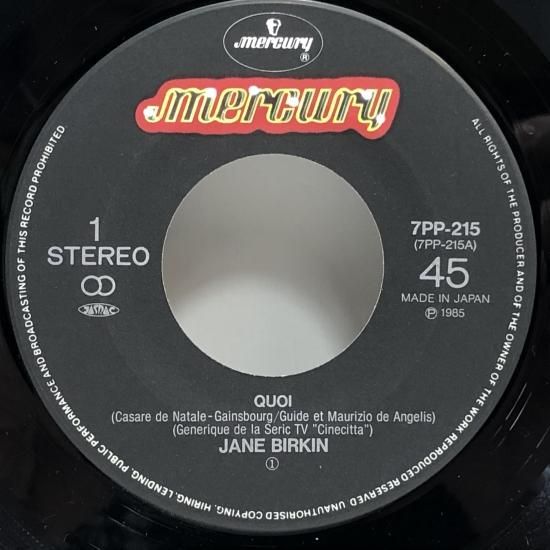 mercury
®
mercury
1
STEREO
JASRAC
7PP-215
(7PP-215A)
45
MADE IN JAPAN
Ⓟ 1985
QUOI
(Casare de Natale-Gainsbourg/Guide et Maurizio de Angelis)
(Generique de la Seric TV "Cinecitta")
JANE BIRKIN
①
ALL RIGHTS OF THE PRODUCER AND OF THE OWNER OF THE WORK REPRODUCED RESERVED. UNAUTHORISED COPYING, HIRING, LENDING, PUBLIC PERFORMANCE AND BROADCASTING OF THIS RECORD PROHIBITED